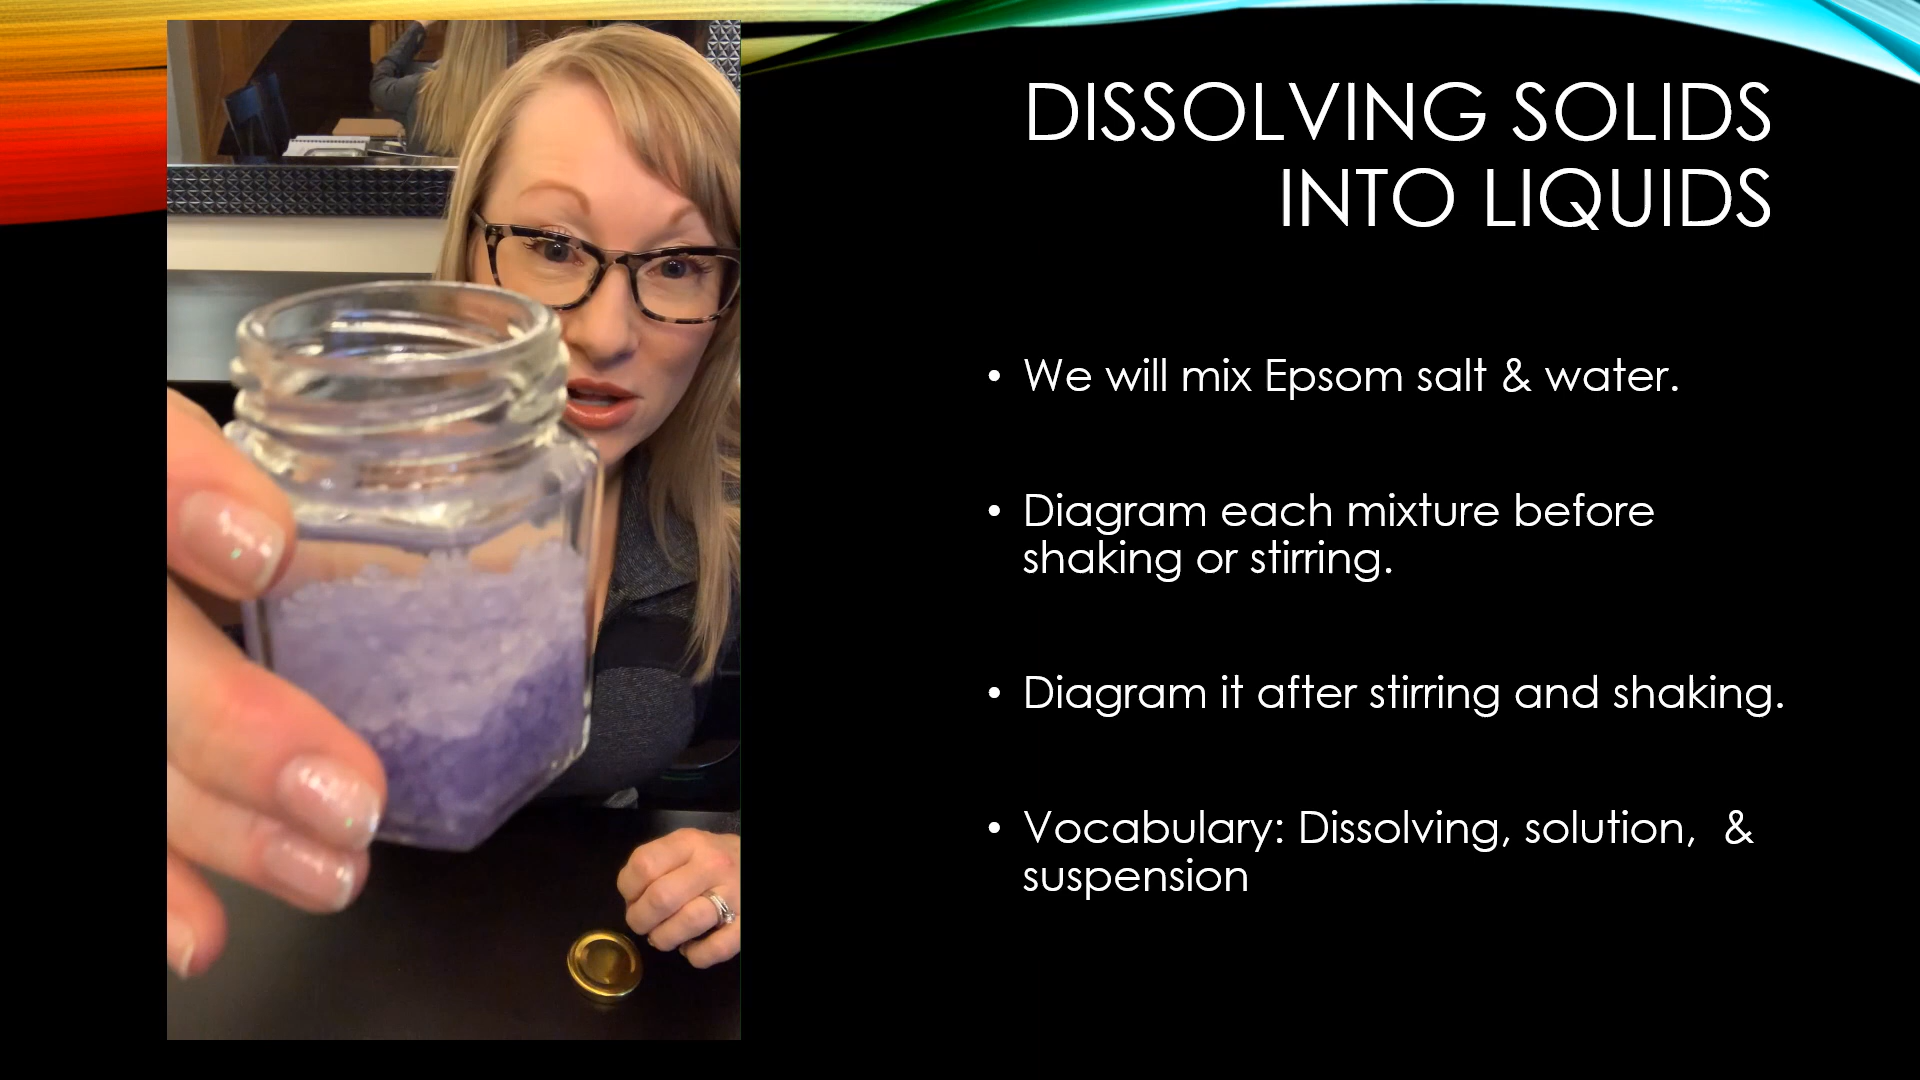 DISSOLVING SOLIDS
INTO LIQUIDS
• We will mix Epsom salt & water.
• Diagram each mixture before
shaking or stirring.
• Diagram it after stirring and shaking.
• Vocabulary: Dissolving, solution,  &
suspension